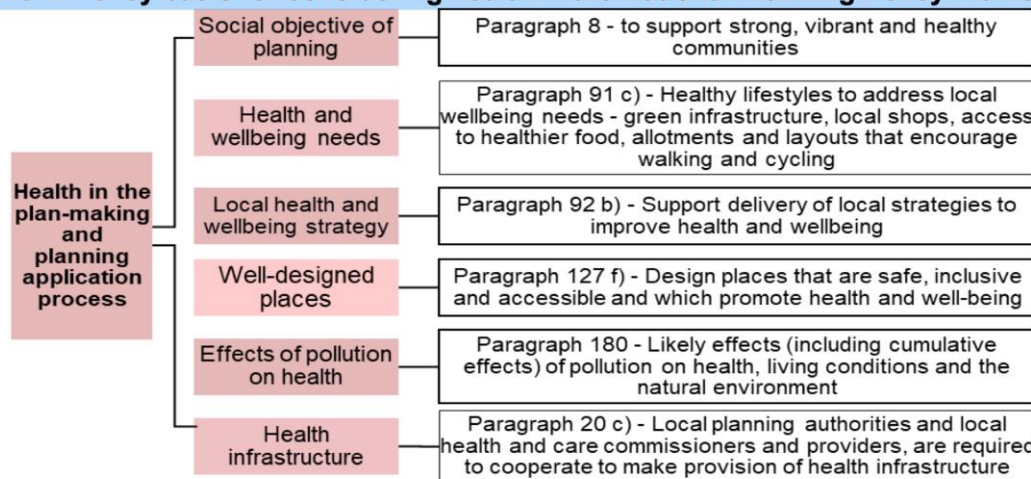 Social objective of
planning
Paragraph 8 - to support strong, vibrant and healthy
communities
Health and
wellbeing needs
Paragraph 91 c) - Healthy lifestyles to address local
wellbeing needs - green infrastructure, local shops, access
to healthier food, allotments and layouts that encourage
walking and cycling
Health in the
plan-making
and
planning
application
process
Local health and
wellbeing strategy
Paragraph 92 b) - Support delivery of local strategies to
improve health and wellbeing
Well-designed
places
Paragraph 127 f) - Design places that are safe, inclusive
and accessible and which promote health and well-being
Effects of pollution
on health
Paragraph 180 - Likely effects (including cumulative
effects) of pollution on health, living conditions and the
natural environment
Health
infrastructure
Paragraph 20 c) - Local planning authorities and local
health and care commissioners and providers, are required
to cooperate to make provision of health infrastructure